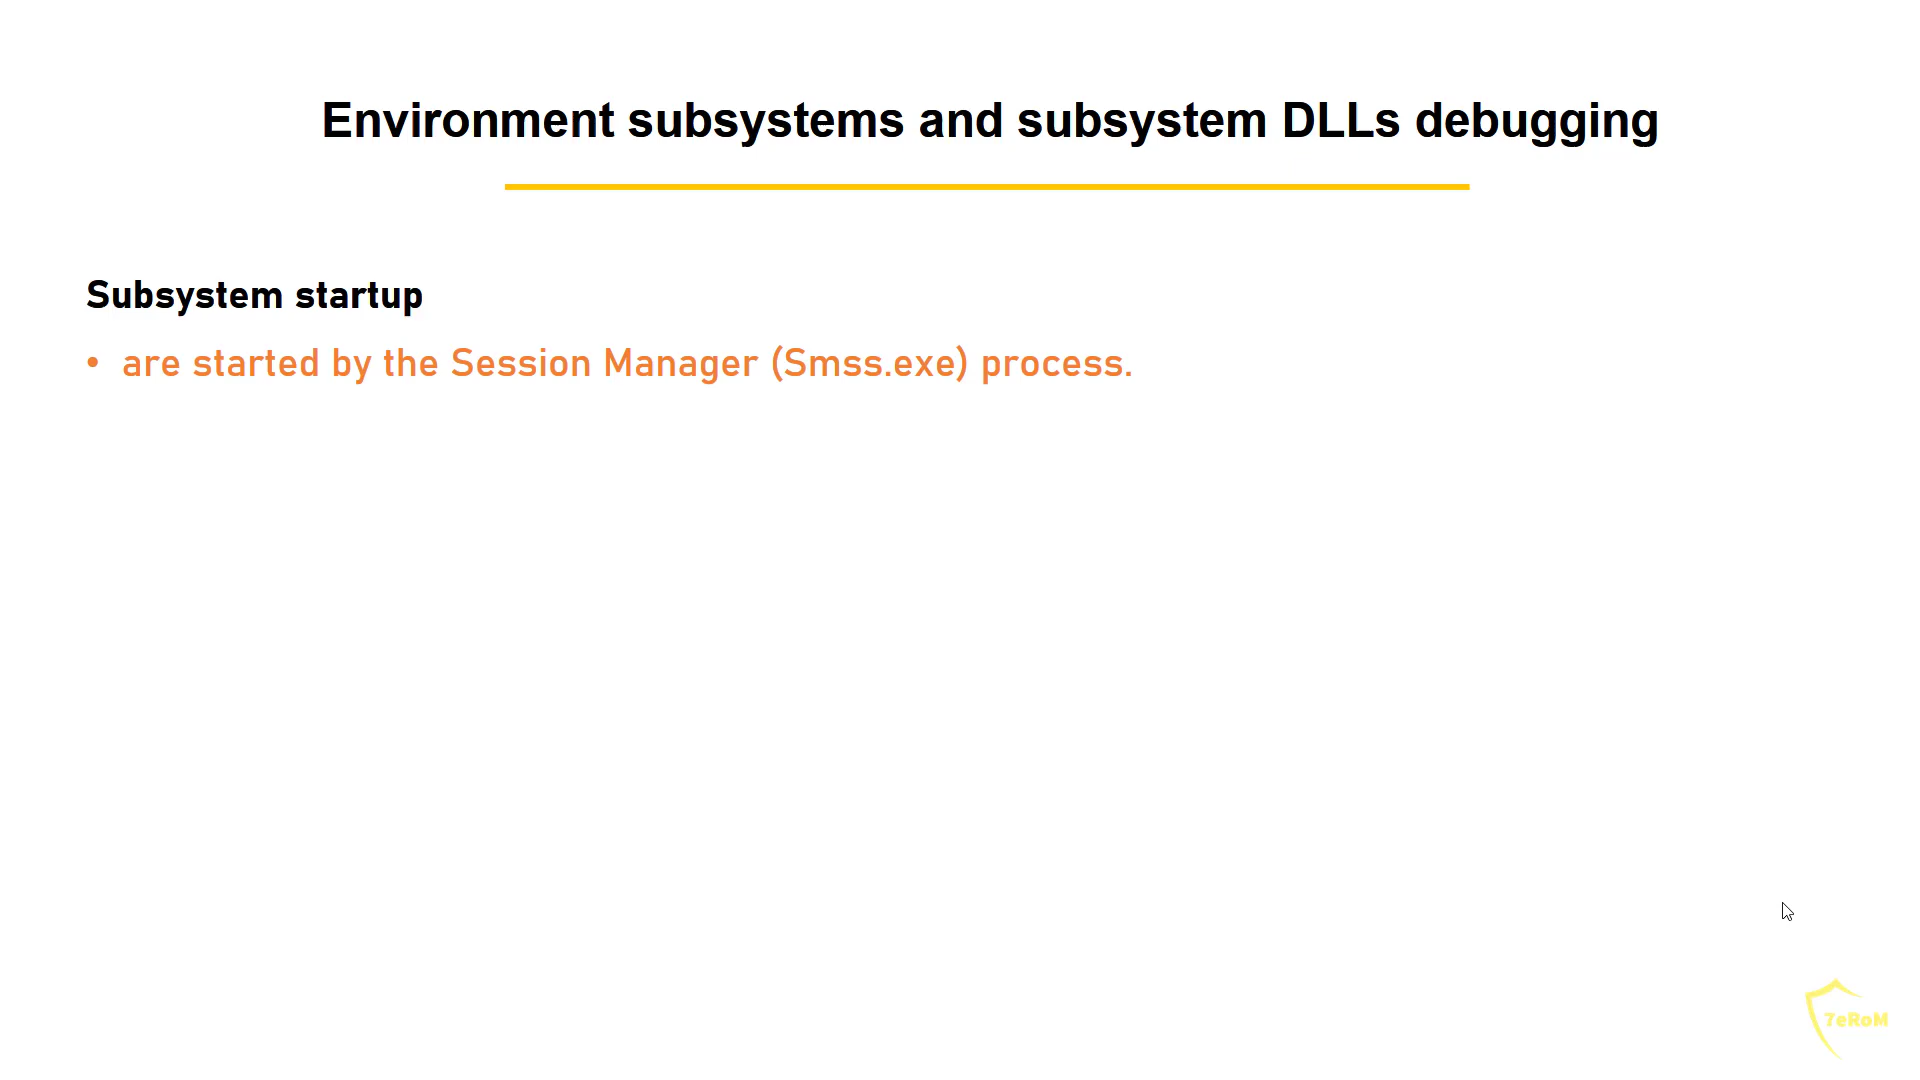 Environment subsystems and subsystem DLLs debugging
Subsystem startup
• are started by the Session Manager (Smss.exe) process.
7eRoM